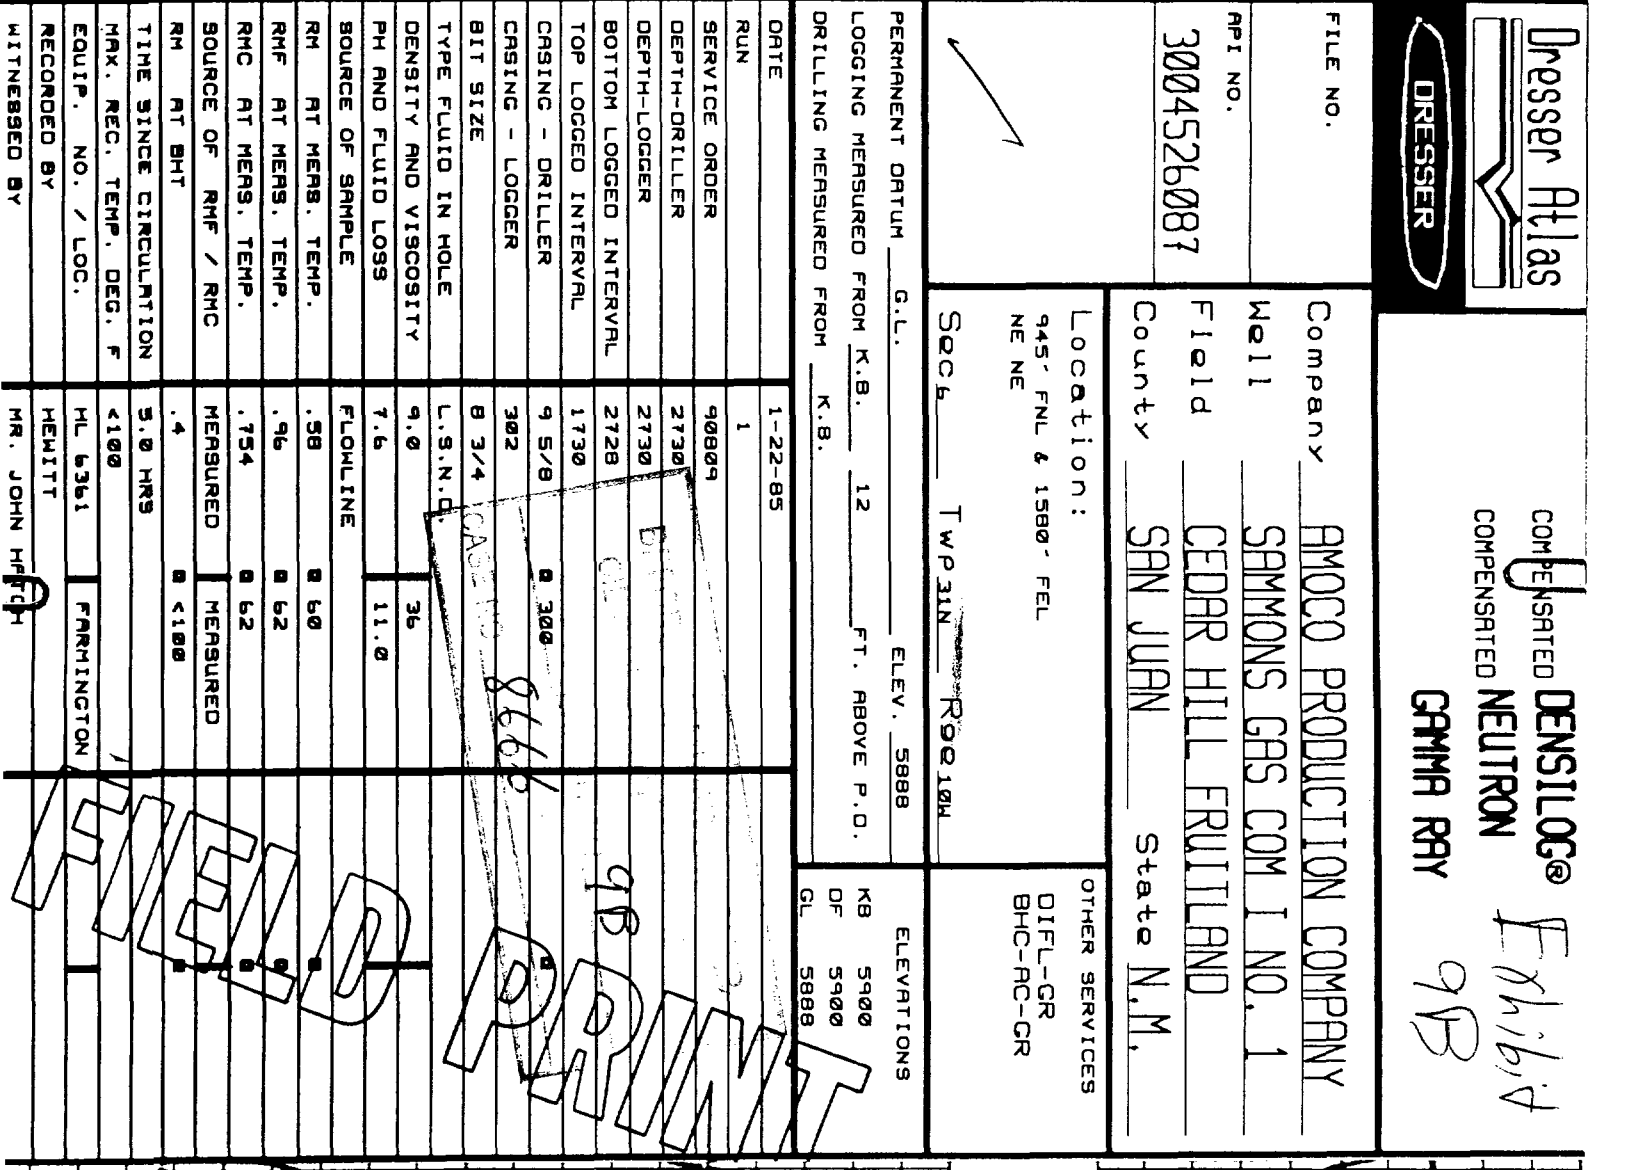 Dresser Atlas
DRESSER
COMPENSATED DENSILOG®
COMPENSATED NEUTRON
GAMMA RAY
Exhibit
9B
FILE NO.
API NO.
3004526087
Company AMOCO PRODUCTION COMPANY
Well SAMMONS GAS COM I NO. 1
Field CEDAR HILL FRUITLAND
County SAN JUAN State N.M.
Location:
945' FNL & 1580' FEL
NE NE
Sec 6 Twp 31N Rge 10W
OTHER SERVICES
DIFL-GR
BHC-AC-GR
PERMANENT DATUM G.L. ELEV. 5888
LOGGING MEASURED FROM K.B. 12 FT. ABOVE P.D.
DRILLING MEASURED FROM K.B.
ELEVATIONS
KB 5900
DF 5900
GL 5888
DATE 1-22-85
RUN 1
SERVICE ORDER 90809
DEPTH-DRILLER 2730
DEPTH-LOGGER 2730
BOTTOM LOGGED INTERVAL 2728
TOP LOGGED INTERVAL 1730
CASING - DRILLER 9 5/8 @ 300 @
CASING - LOGGER 302
BIT SIZE 8 3/4
TYPE FLUID IN HOLE L.S.N.D.
DENSITY AND VISCOSITY 9.0 36
PH AND FLUID LOSS 7.6 11.0
SOURCE OF SAMPLE FLOWLINE
RM AT MEAS. TEMP. .58 @ 60 @
RMF AT MEAS. TEMP. .96 @ 62 @
RMC AT MEAS. TEMP. .754 @ 62 @
SOURCE OF RMF / RMC MEASURED MEASURED
RM AT BHT .4 @ <100 @
TIME SINCE CIRCULATION 5.0 HRS
MAX. REC. TEMP. DEG. F <100
EQUIP. NO. / LOC. HL 6361 FARMINGTON
RECORDED BY HEWITT
WITNESSED BY MR. JOHN HATCH
CASE NO.
9B
FIELD PRINT